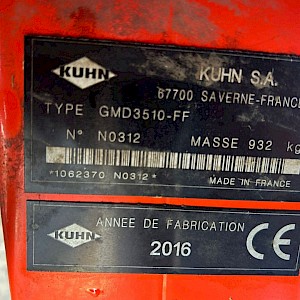 KUHN KUHN S.A.
67700 SAVERNE-FRANCE
TYPE GMD3510-FF
N° N0312 MASSE 932 kg
*1062370 N0312* MADE IN FRANCE
KUHN ANNEE DE FABRICATION
2016 CE